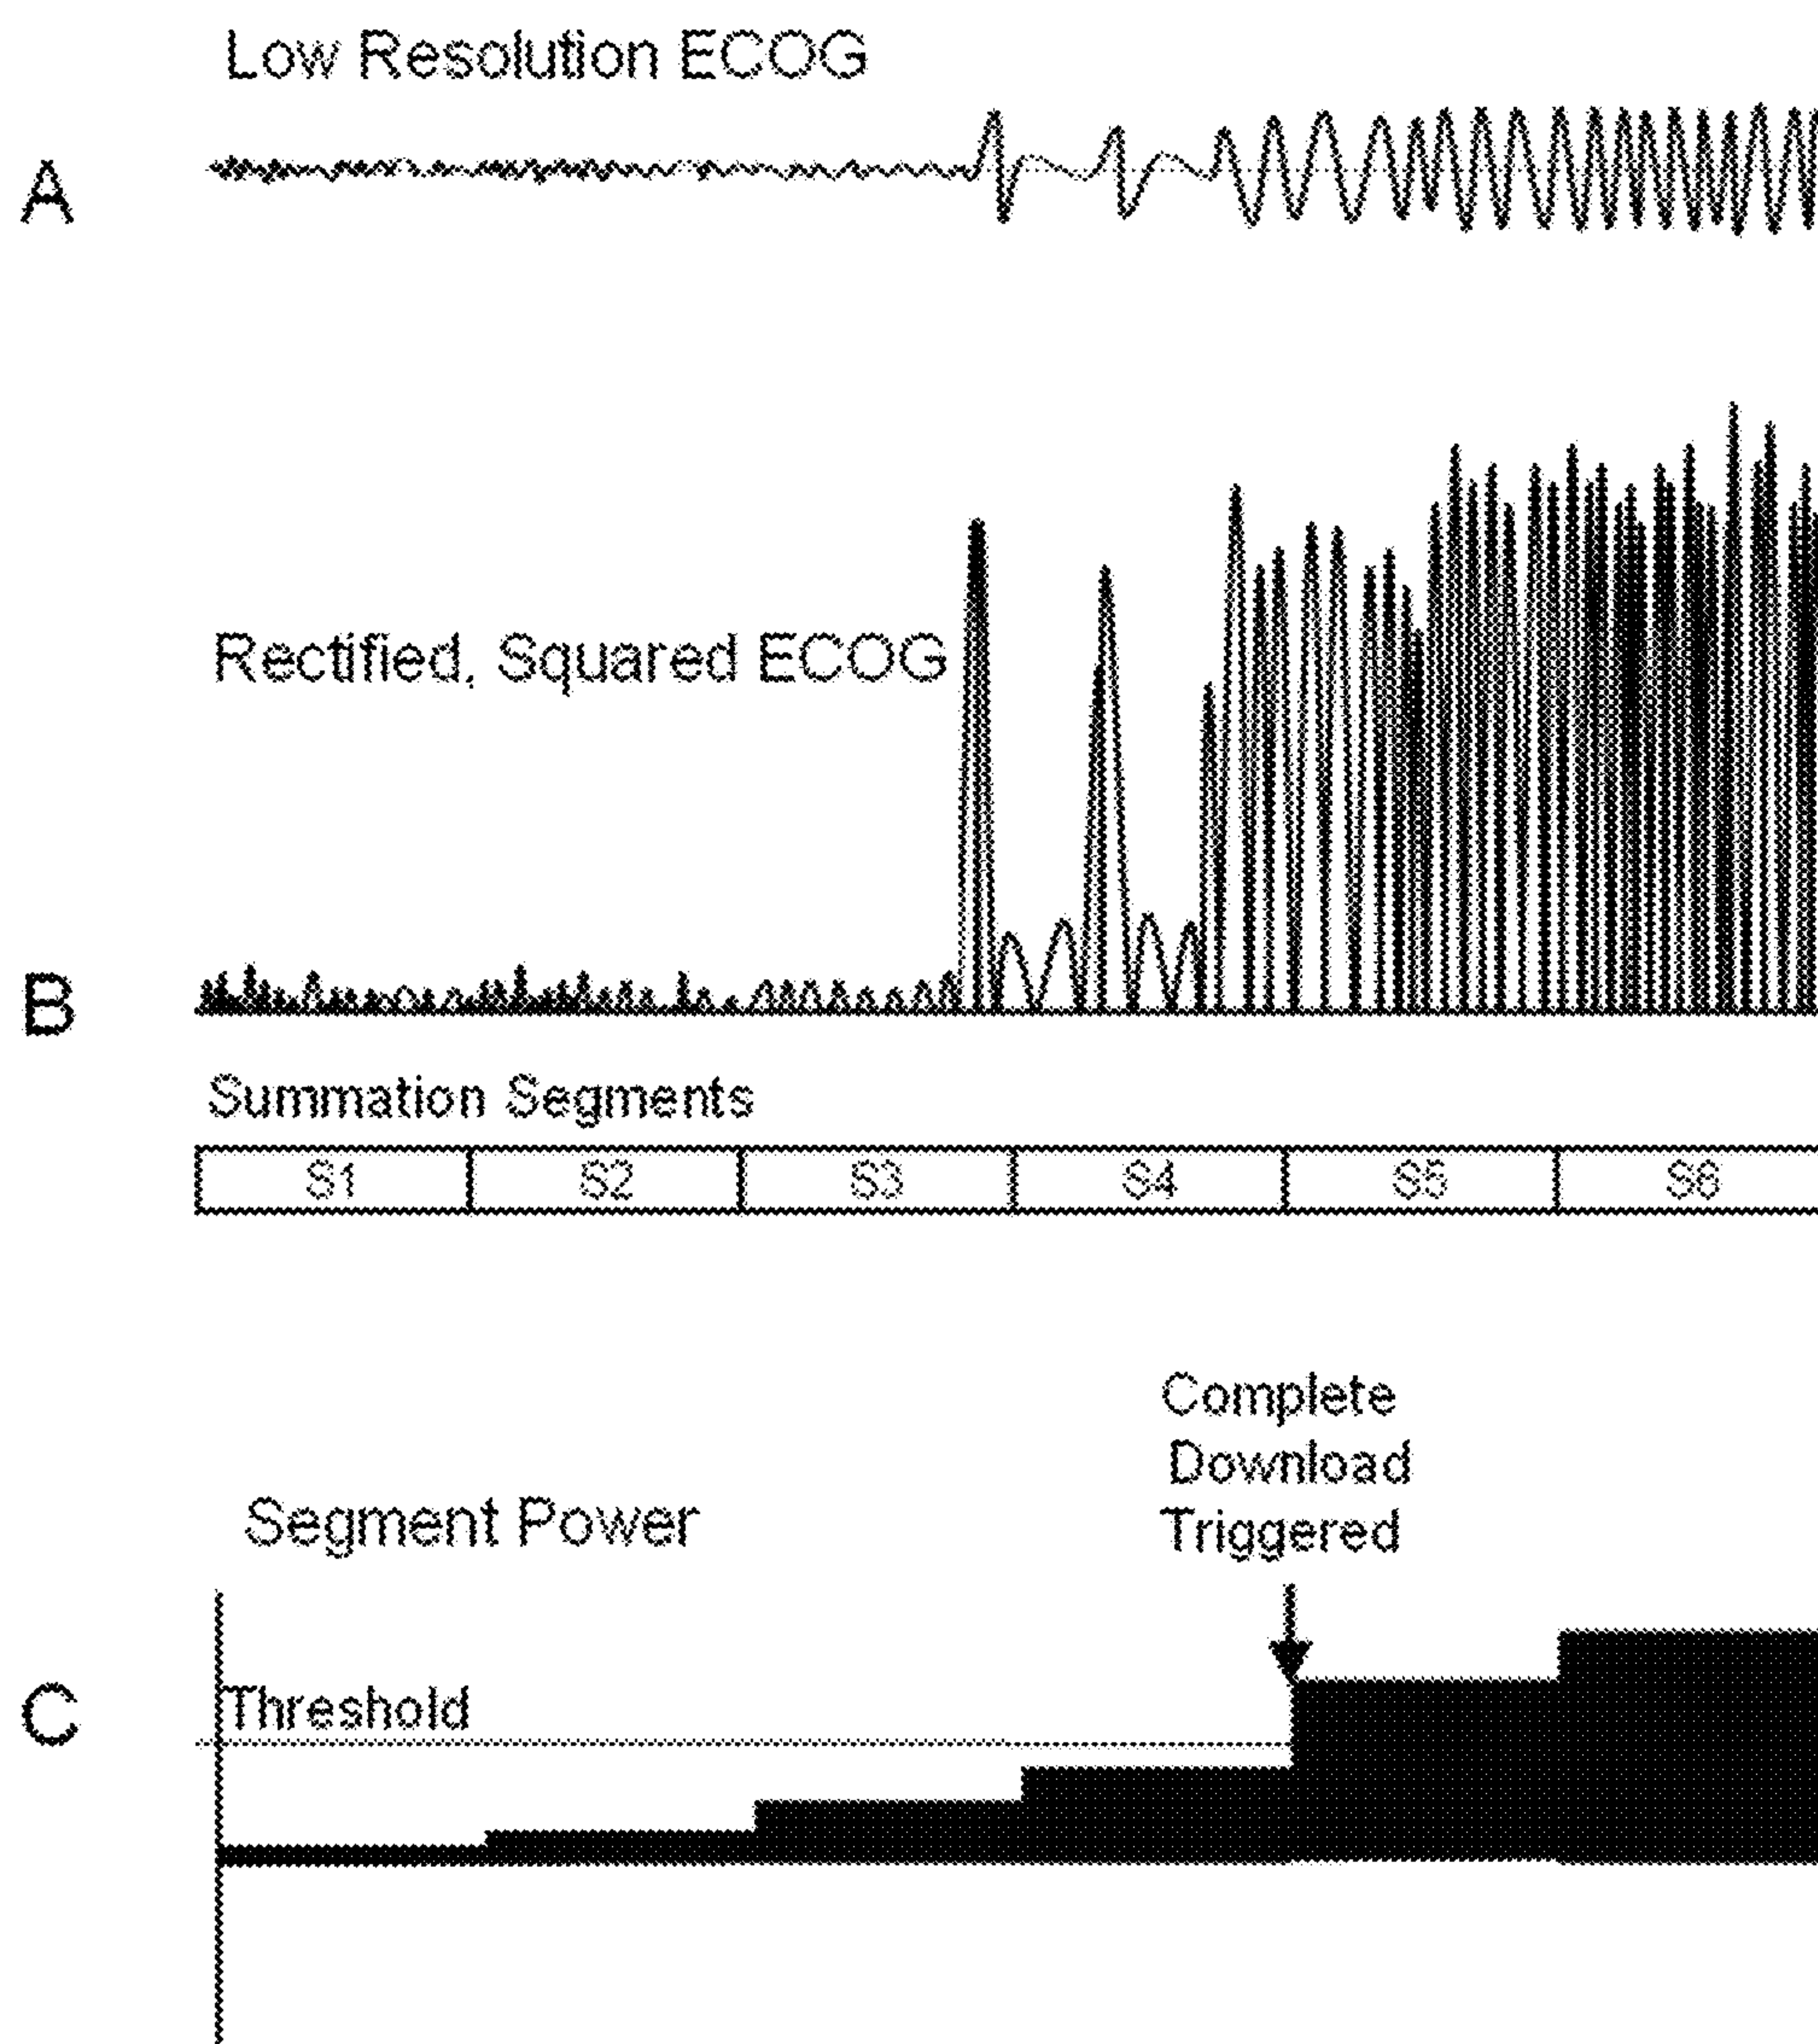 Low Resolution ECOG
A
Rectified, Squared ECOG
B
Summation Segments
S1 S2 S3 S4 S5 S6
Complete
Download
Triggered
Segment Power
C
Threshold